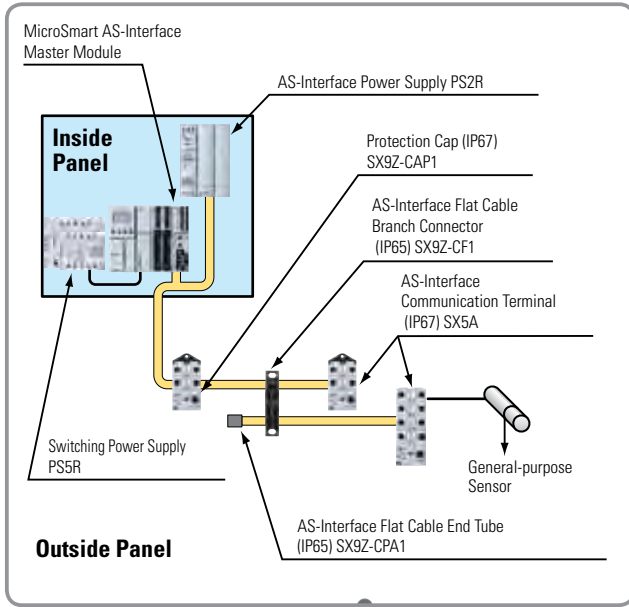 MicroSmart AS-Interface
Master Module
AS-Interface Power Supply PS2R
Inside
Panel
Protection Cap (IP67)
SX9Z-CAP1
AS-Interface Flat Cable
Branch Connector
(IP65) SX9Z-CF1
AS-Interface
Communication Terminal
(IP67) SX5A
Switching Power Supply
PS5R
General-purpose
Sensor
AS-Interface Flat Cable End Tube
(IP65) SX9Z-CPA1
Outside Panel